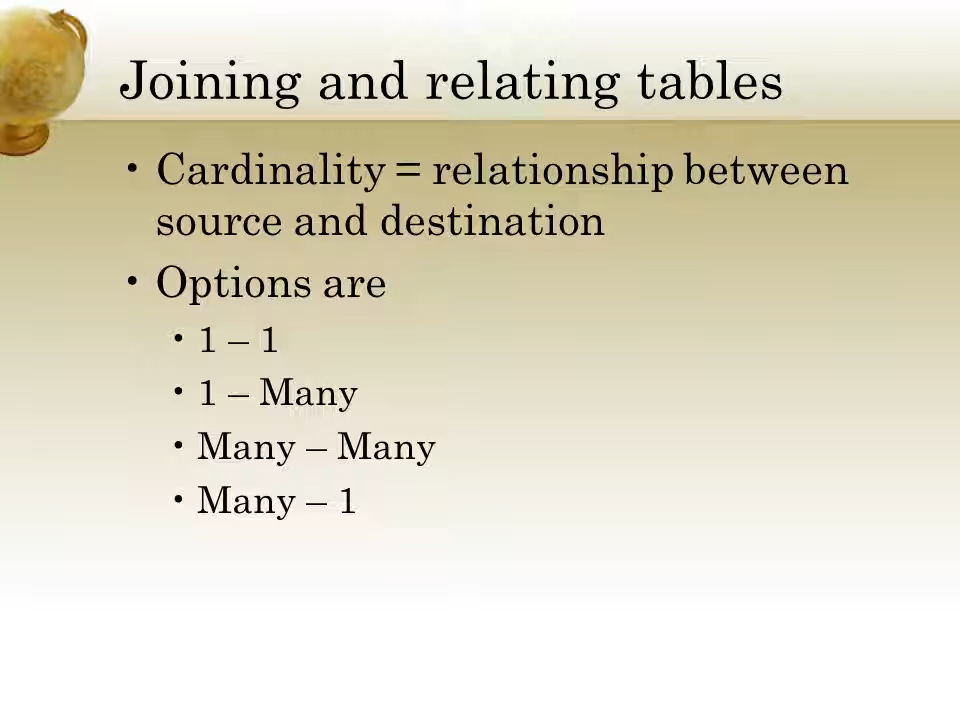 Joining and relating tables
• Cardinality = relationship between
source and destination
• Options are
• 1 – 1
• 1 – Many
• Many – Many
• Many – 1